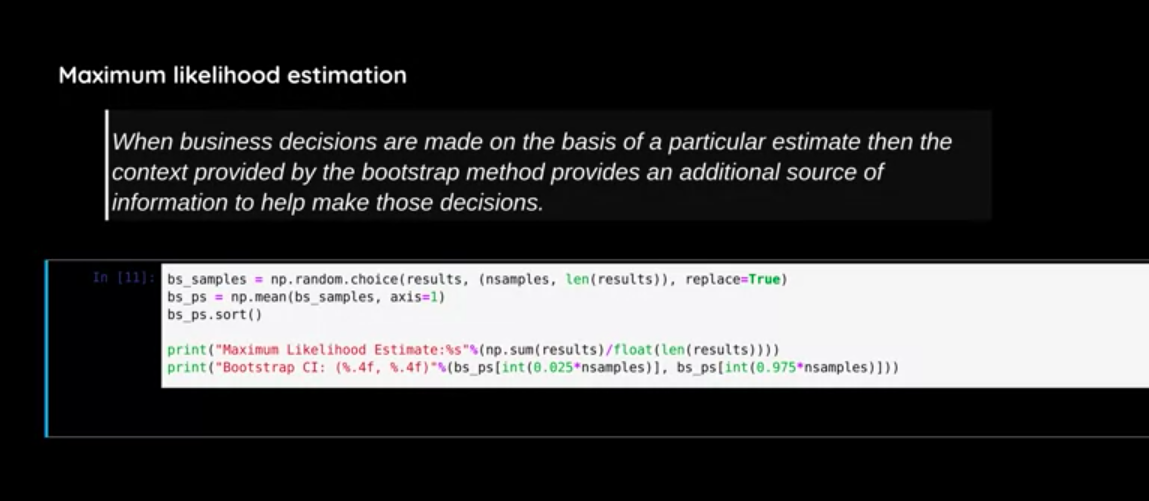 Maximum likelihood estimation
When business decisions are made on the basis of a particular estimate then the
context provided by the bootstrap method provides an additional source of
information to help make those decisions.
In [11]:
bs_samples = np.random.choice(results, (nsamples, len(results)), replace=True)
bs_ps = np.mean(bs_samples, axis=1)
bs_ps.sort()
print("Maximum Likelihood Estimate:%s"%(np.sum(results)/float(len(results))))
print("Bootstrap CI: (%.4f, %.4f)"%(bs_ps[int(0.025*nsamples)], bs_ps[int(0.975*nsamples)]))